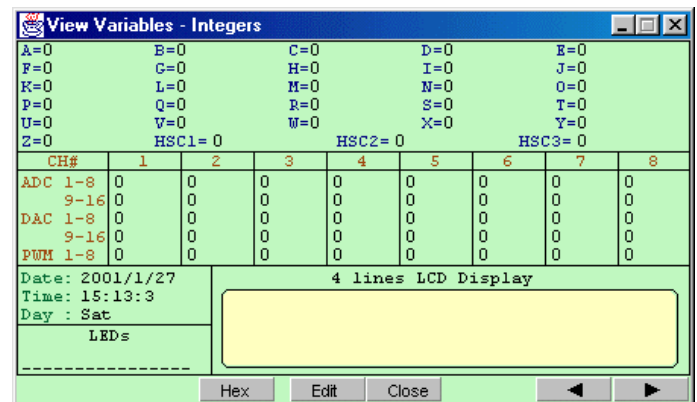 View Variables - Integers
A=0 B=0 C=0 D=0 E=0
F=0 G=0 H=0 I=0 J=0
K=0 L=0 M=0 N=0 O=0
P=0 Q=0 R=0 S=0 T=0
U=0 V=0 W=0 X=0 Y=0
Z=0 HSC1= 0 HSC2= 0 HSC3= 0
CH# 1 2 3 4 5 6 7 8
ADC 1-8 0 0 0 0 0 0 0 0
9-16 0 0 0 0 0 0 0 0
DAC 1-8 0 0 0 0 0 0 0 0
9-16 0 0 0 0 0 0 0 0
PWM 1-8 0 0 0 0 0 0 0 0
Date: 2001/1/27
Time: 15:13:3
Day : Sat
LEDs
----------------
4 lines LCD Display
Hex Edit Close